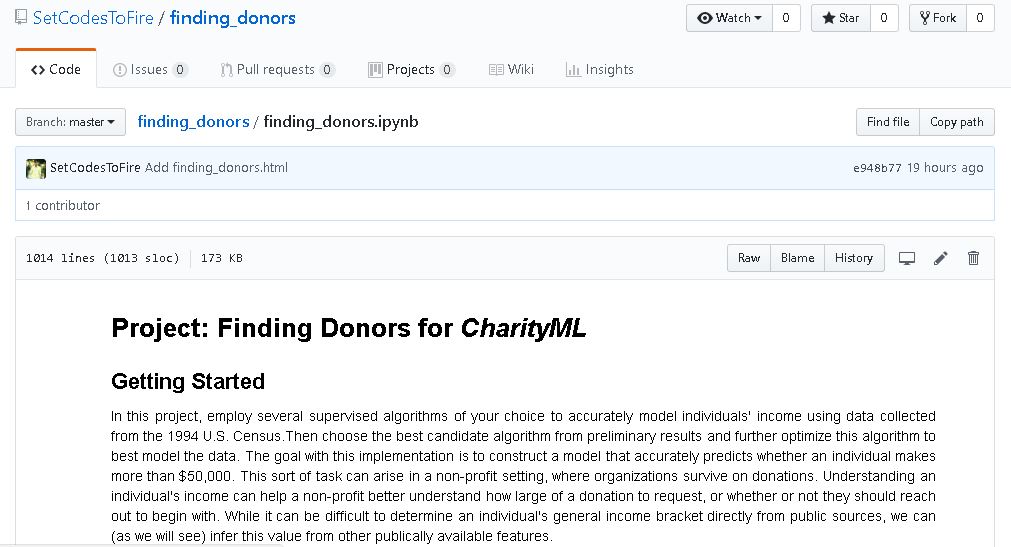 SetCodesToFire / finding_donors Watch 0 Star 0 Fork 0
Code Issues 0 Pull requests 0 Projects 0 Wiki Insights
Branch: master finding_donors / finding_donors.ipynb Find file Copy path
SetCodesToFire Add finding_donors.html e948b77 19 hours ago
1 contributor
1014 lines (1013 sloc) 173 KB Raw Blame History
Project: Finding Donors for CharityML
Getting Started
In this project, employ several supervised algorithms of your choice to accurately model individuals' income using data collected
from the 1994 U.S. Census.Then choose the best candidate algorithm from preliminary results and further optimize this algorithm to
best model the data. The goal with this implementation is to construct a model that accurately predicts whether an individual makes
more than $50,000. This sort of task can arise in a non-profit setting, where organizations survive on donations. Understanding an
individual's income can help a non-profit better understand how large of a donation to request, or whether or not they should reach
out to begin with. While it can be difficult to determine an individual's general income bracket directly from public sources, we can
(as we will see) infer this value from other publically available features.